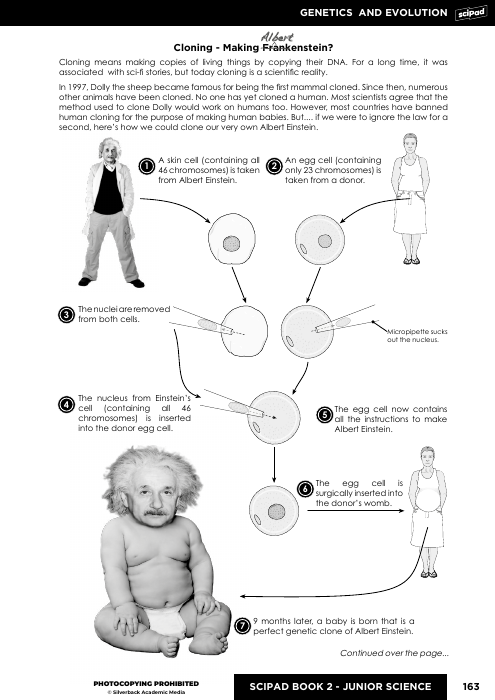 GENETICS AND EVOLUTION
scipad
Albert
Cloning - Making Frankenstein?
Cloning means making copies of living things by copying their DNA. For a long time, it was
associated with sci-fi stories, but today cloning is a scientific reality.
In 1997, Dolly the sheep became famous for being the first mammal cloned. Since then, numerous
other animals have been cloned. No one has yet cloned a human. Most scientists agree that the
method used to clone Dolly would work on humans too. However, most countries have banned
human cloning for the purpose of making human babies. But.... if we were to ignore the law for a
second, here's how we could clone our very own Albert Einstein.
1
A skin cell (containing all
46 chromosomes) is taken
from Albert Einstein.
2
An egg cell (containing
only 23 chromosomes) is
taken from a donor.
3
The nuclei are removed
from both cells.
Micropipette sucks
out the nucleus.
4
The nucleus from Einstein's
cell (containing all 46
chromosomes) is inserted
into the donor egg cell.
5
The egg cell now contains
all the instructions to make
Albert Einstein.
6
The egg cell is
surgically inserted into
the donor's womb.
7
9 months later, a baby is born that is a
perfect genetic clone of Albert Einstein.
Continued over the page...
PHOTOCOPYING PROHIBITED
© Silverback Academic Media
SCIPAD BOOK 2 - JUNIOR SCIENCE
163